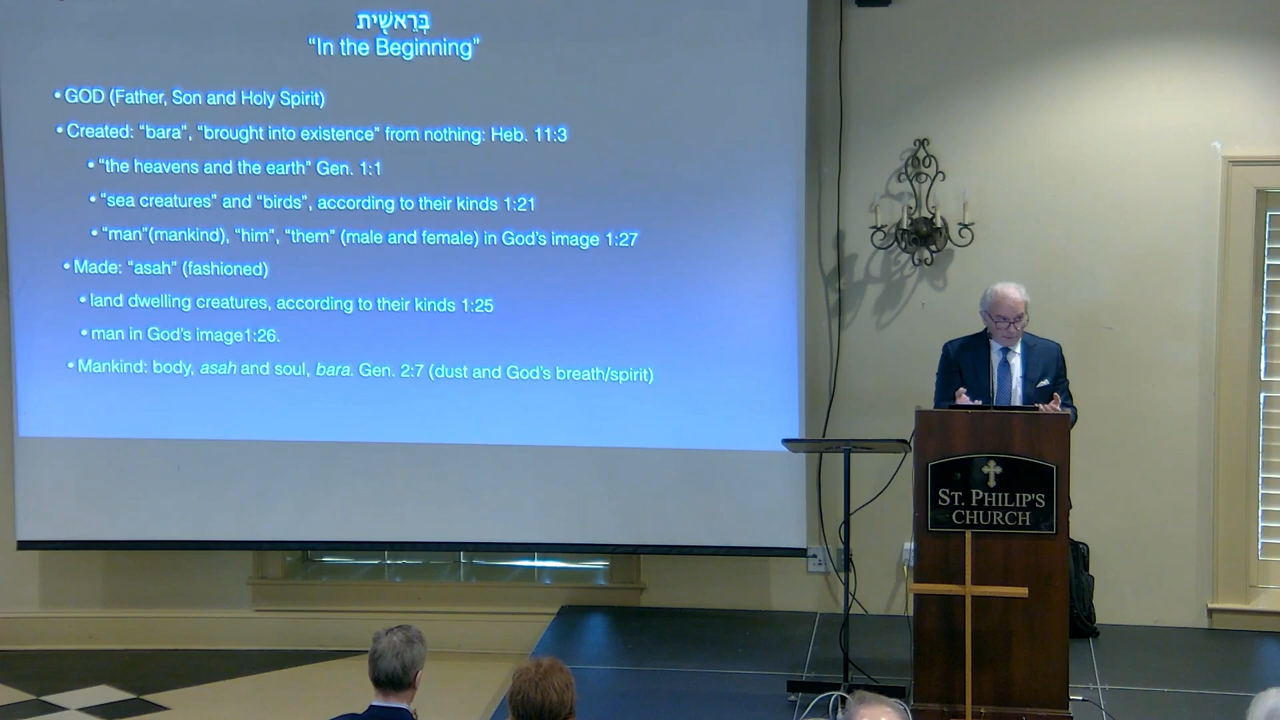 בְּרֵאשִׁ֖ית
“In the Beginning”
• GOD (Father, Son and Holy Spirit)
• Created: “bara”, “brought into existence” from nothing: Heb. 11:3
• “the heavens and the earth” Gen. 1:1
• “sea creatures” and “birds”, according to their kinds 1:21
• “man”(mankind), “him”, “them” (male and female) in God’s image 1:27
• Made: “asah” (fashioned)
• land dwelling creatures, according to their kinds 1:25
• man in God’s image1:26.
• Mankind: body, asah and soul, bara. Gen. 2:7 (dust and God’s breath/spirit)
ST. PHILIP'S
CHURCH